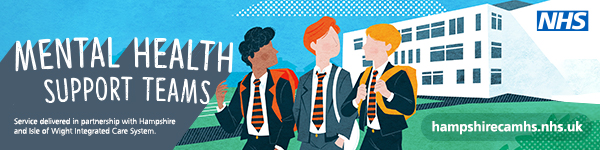 MENTAL HEALTH
SUPPORT TEAMS
Service delivered in partnership with Hampshire
and Isle of Wight Integrated Care System.
NHS
hampshirecamhs.nhs.uk